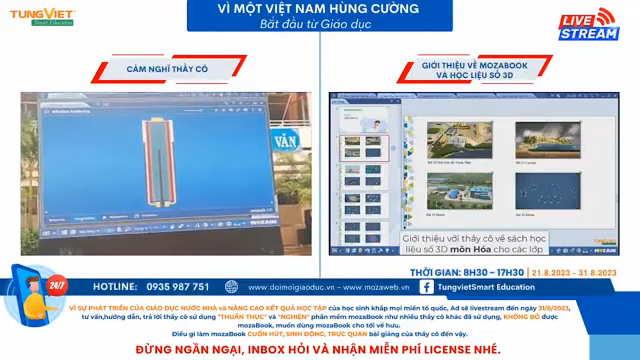 TUNG VIET
Smart Education
VÌ MỘT VIỆT NAM HÙNG CƯỜNG
Bắt đầu từ Giáo dục
LIVE
STREAM
CẢM NGHĨ THẦY CÔ
GIỚI THIỆU VỀ MOZABOOK
VÀ HỌC LIỆU SỐ 3D
VĂN
MOZAIK
Giới thiệu với thầy cô về sách học
liệu số 3D môn Hóa cho các lớp
THỜI GIAN: 8H30 – 17H30 | 21.8.2023 - 31.8.2023
24/7
HOTLINE: 0935 987 751
www.doimoigiaoduc.vn - www.mozaweb.vn
TungvietSmart Education
VÌ SỰ PHÁT TRIỂN CỦA GIÁO DỤC NƯỚC NHÀ và NÂNG CAO KẾT QUẢ HỌC TẬP của học sinh khắp mọi miền tổ quốc, Ad sẽ livestream đến ngày 31/8/2023,
tư vấn,hướng dẫn, trả lời thầy cô sử dụng "THUẦN THỤC" và "NGHIỆN" phần mềm mozaBook như nhiều thầy cô khác đã sử dụng, KHÔNG BỎ được
mozaBook, muốn dùng mozaBook cho tới về hưu.
Điều gì làm mozaBook CUỐN HÚT, SINH ĐỘNG, TRỰC QUAN bài giảng của thầy cô đến vậy.
ĐỪNG NGẦN NGẠI, INBOX HỎI VÀ NHẬN MIỄN PHÍ LICENSE NHÉ.